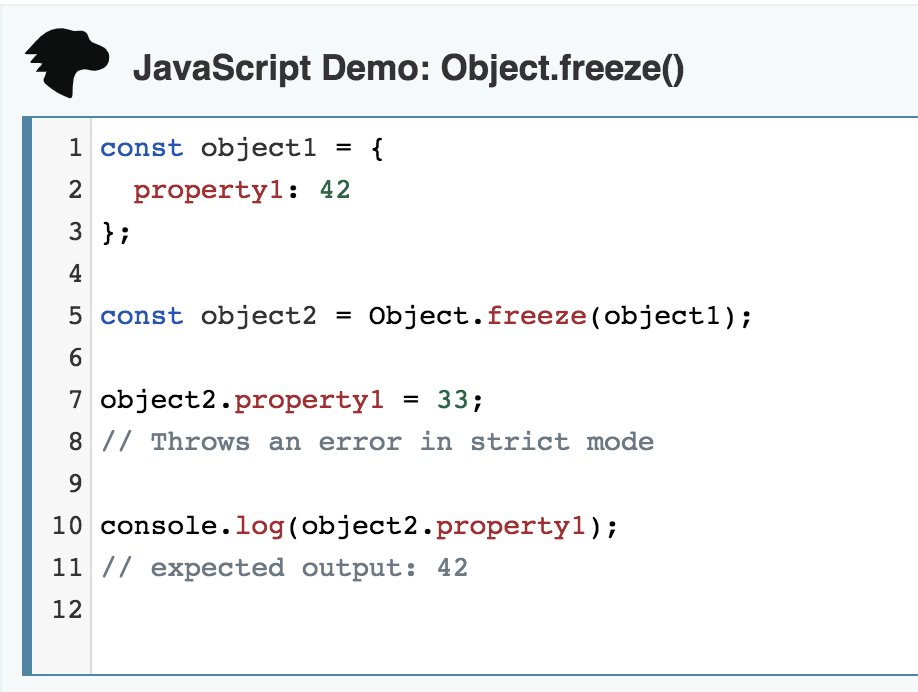 JavaScript Demo: Object.freeze()
1 const object1 = {
2   property1: 42
3 };
4
5 const object2 = Object.freeze(object1);
6
7 object2.property1 = 33;
8 // Throws an error in strict mode
9
10 console.log(object2.property1);
11 // expected output: 42
12